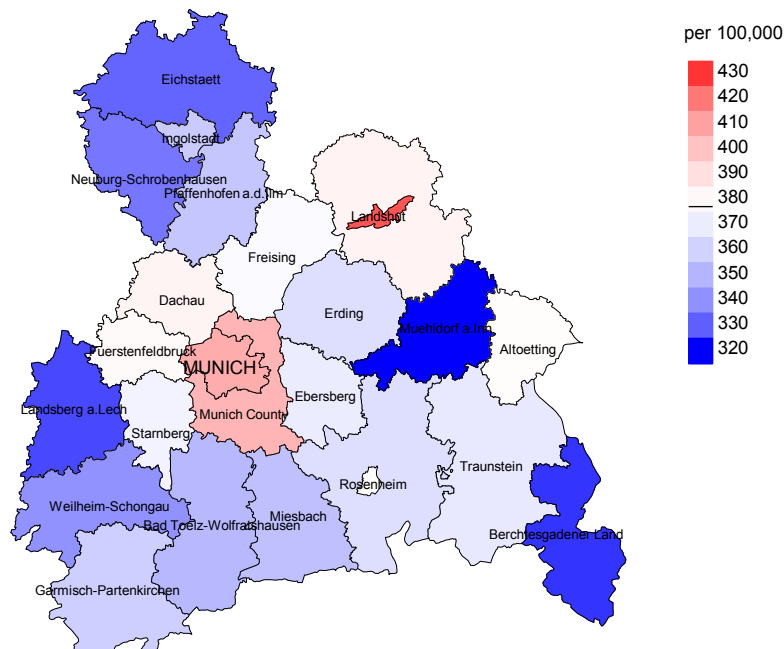 per 100,000
430
420
410
400
390
380
370
360
350
340
330
320
Eichstaett
Ingolstadt
Neuburg-Schrobenhausen
Pfaffenhofen a.d.Ilm
Landshut
Freising
Dachau
Erding
Muehldorf a.Inn
Altoetting
Fuerstenfeldbruck
MUNICH
Ebersberg
Landsberg a.Lech
Munich County
Starnberg
Traunstein
Rosenheim
Weilheim-Schongau
Miesbach
Bad Toelz-Wolfratshausen
Berchtesgadener Land
Garmisch-Partenkirchen